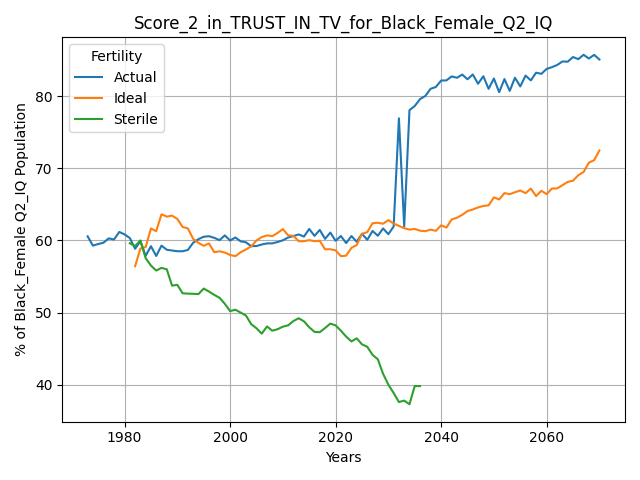 Score_2_in_TRUST_IN_TV_for_Black_Female_Q2_IQ
% of Black_Female Q2_IQ Population
80
70
60
50
40
Fertility
Actual
Ideal
Sterile
1980
2000
2020
2040
2060
Years